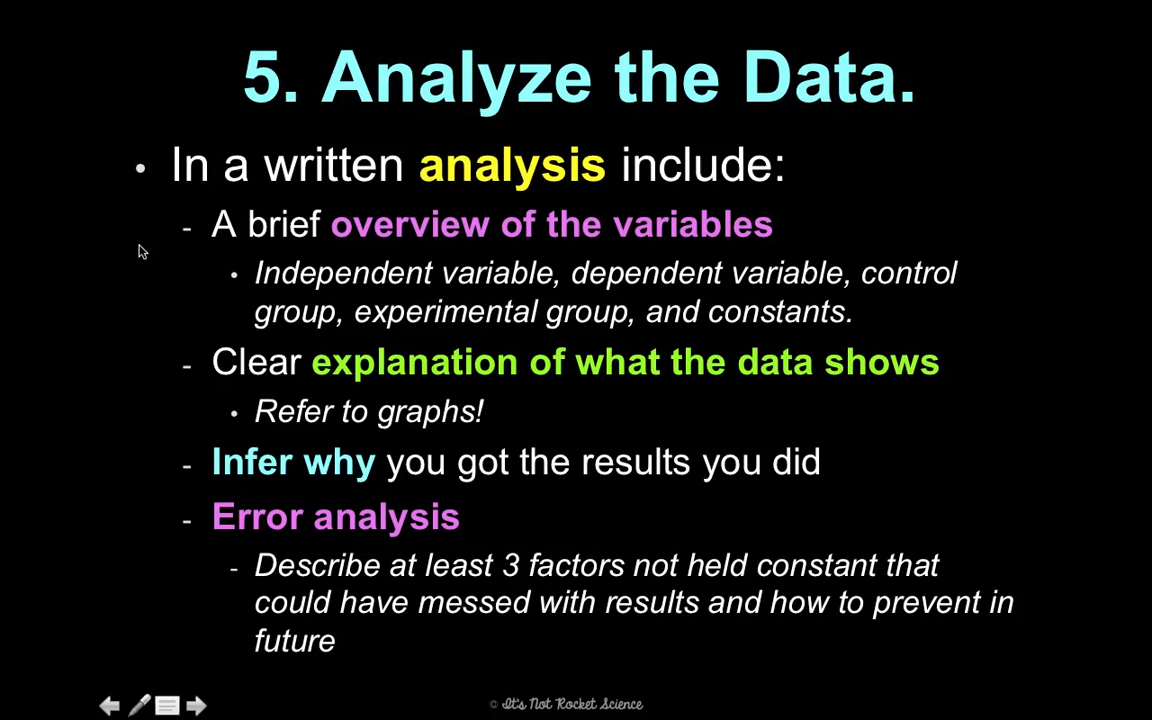 5. Analyze the Data.
• In a written analysis include:
- A brief overview of the variables
• Independent variable, dependent variable, control
group, experimental group, and constants.
- Clear explanation of what the data shows
• Refer to graphs!
- Infer why you got the results you did
- Error analysis
- Describe at least 3 factors not held constant that
could have messed with results and how to prevent in
future
© It's Not Rocket Science